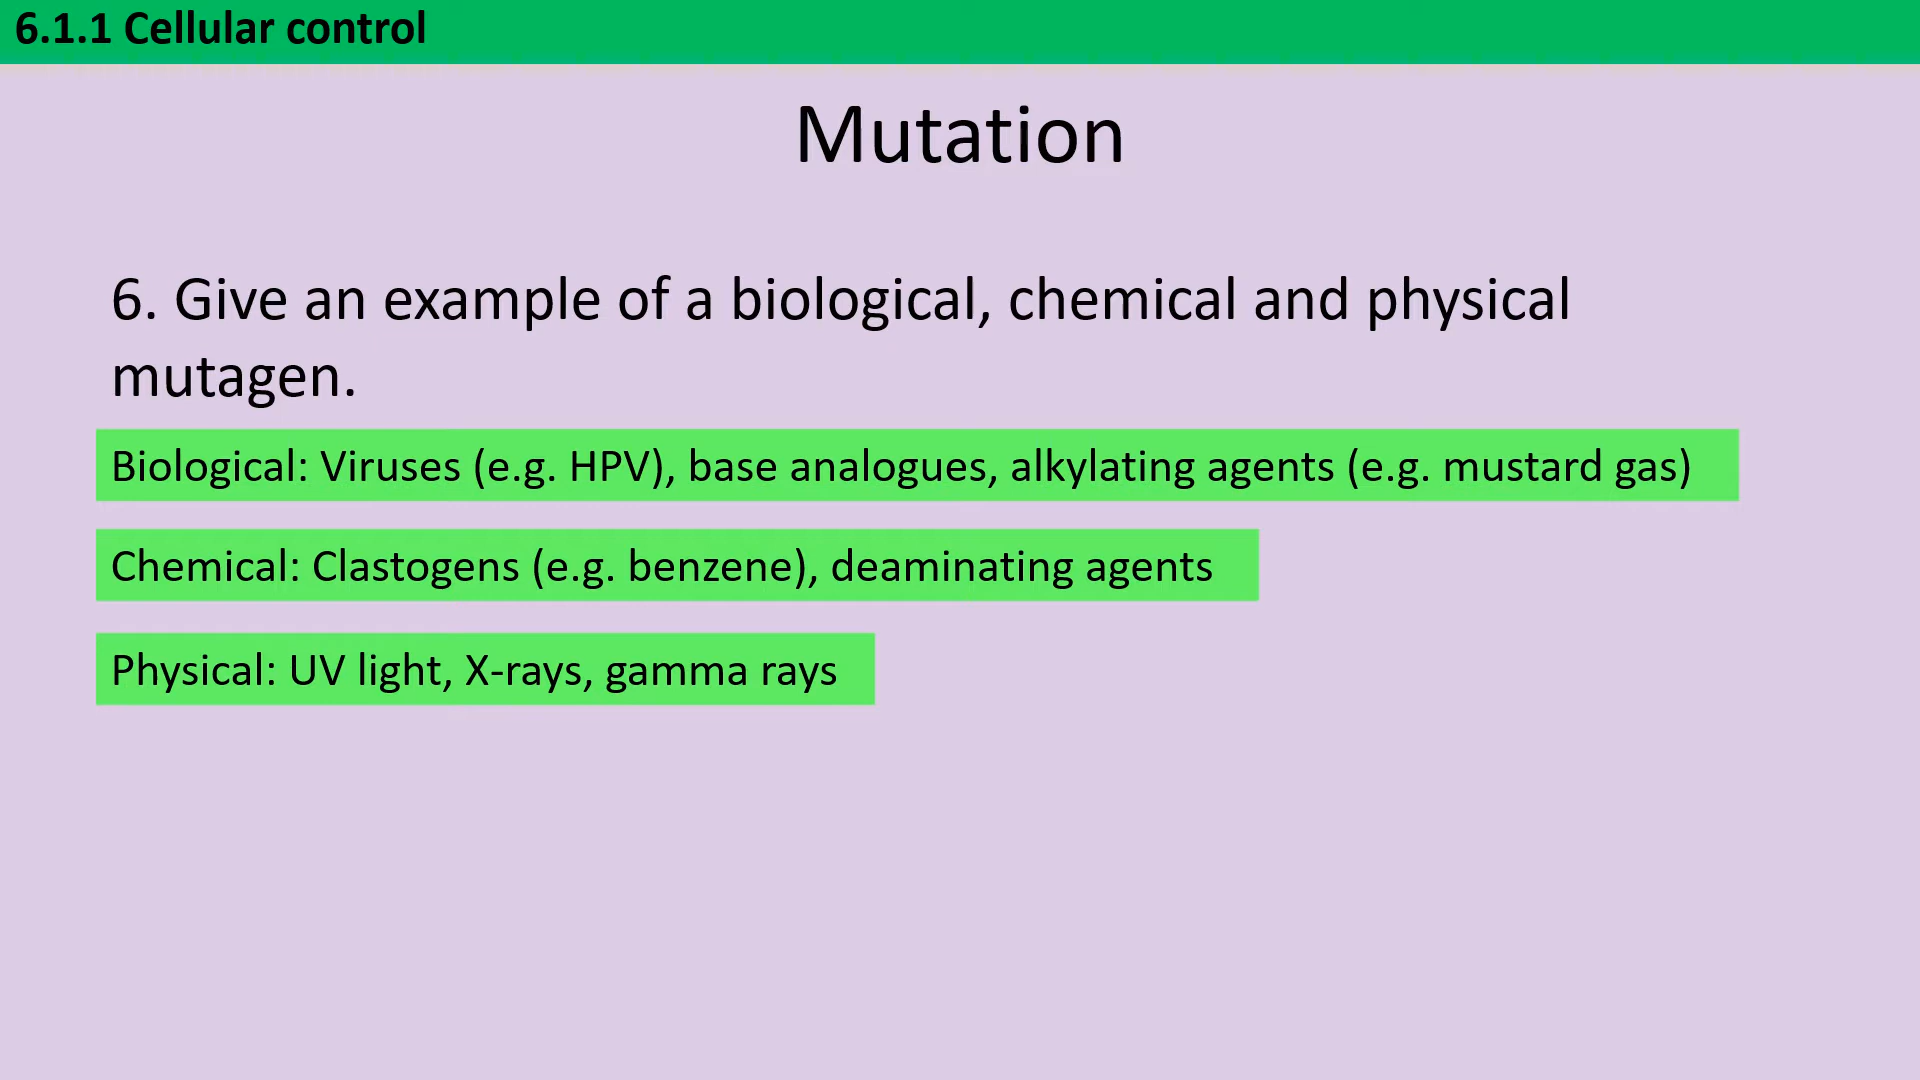 6.1.1 Cellular control
Mutation
6. Give an example of a biological, chemical and physical
mutagen.
Biological: Viruses (e.g. HPV), base analogues, alkylating agents (e.g. mustard gas)
Chemical: Clastogens (e.g. benzene), deaminating agents
Physical: UV light, X-rays, gamma rays